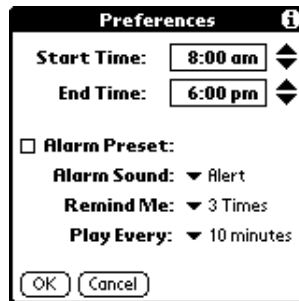 Preferences i
Start Time: 8:00 am
End Time: 6:00 pm
Alarm Preset:
Alarm Sound: Alert
Remind Me: 3 Times
Play Every: 10 minutes
OK Cancel